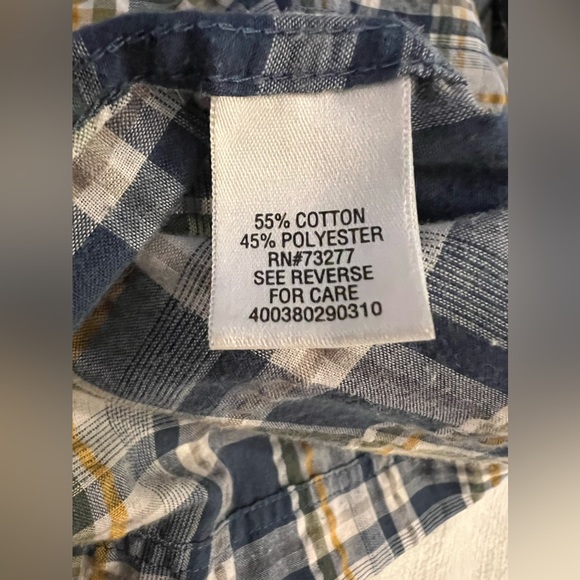 55% COTTON
45% POLYESTER
RN#73277
SEE REVERSE
FOR CARE
400380290310